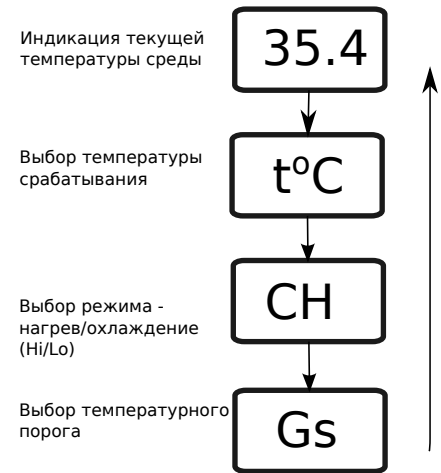 Индикация текущей
температуры среды
35.4
Выбор температуры
срабатывания
t°C
Выбор режима -
нагрев/охлаждение
(Hi/Lo)
CH
Выбор температурного
порога
Gs